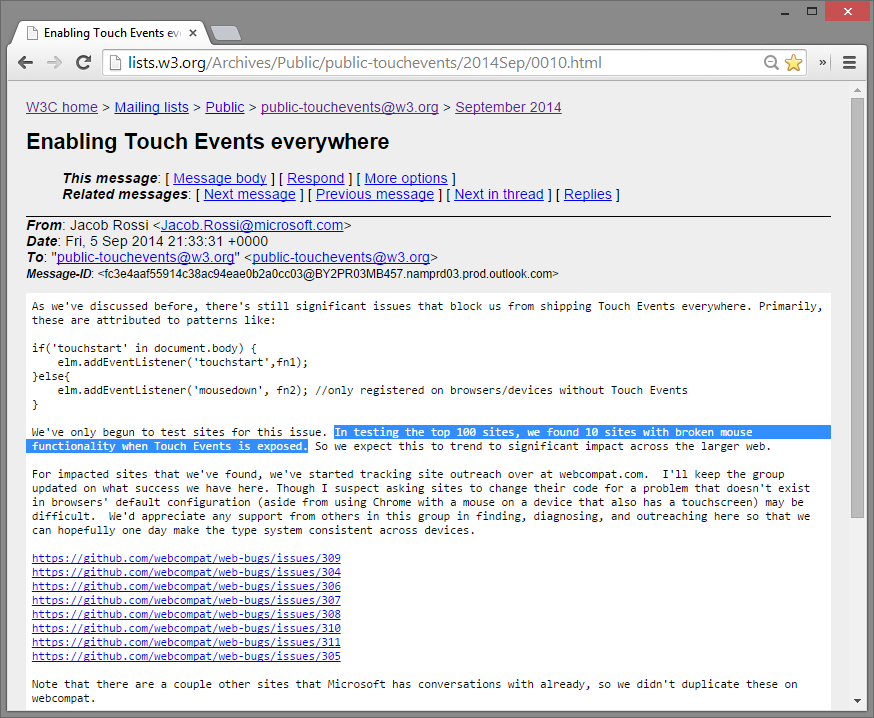 Enabling Touch Events eve
lists.w3.org/Archives/Public/public-touchevents/2014Sep/0010.html
W3C home > Mailing lists > Public > public-touchevents@w3.org > September 2014
Enabling Touch Events everywhere
This message: [ Message body ] [ Respond ] [ More options ]
Related messages: [ Next message ] [ Previous message ] [ Next in thread ] [ Replies ]
From: Jacob Rossi <Jacob.Rossi@microsoft.com>
Date: Fri, 5 Sep 2014 21:33:31 +0000
To: "public-touchevents@w3.org" <public-touchevents@w3.org>
Message-ID: <fc3e4aaf55914c38ac94eae0b2a0cc03@BY2PR03MB457.namprd03.prod.outlook.com>
As we've discussed before, there's still significant issues that block us from shipping Touch Events everywhere. Primarily,
these are attributed to patterns like:
if('touchstart' in document.body) {
elm.addEventListener('touchstart',fn1);
}else{
elm.addEventListener('mousedown', fn2); //only registered on browsers/devices without Touch Events
}
We've only begun to test sites for this issue. In testing the top 100 sites, we found 10 sites with broken mouse
functionality when Touch Events is exposed. So we expect this to trend to significant impact across the larger web.
For impacted sites that we've found, we've started tracking site outreach over at webcompat.com.  I'll keep the group
updated on what success we have here. Though I suspect asking sites to change their code for a problem that doesn't exist
in browsers' default configuration (aside from using Chrome with a mouse on a device that also has a touchscreen) may be
difficult.  We'd appreciate any support from others in this group in finding, diagnosing, and outreaching here so that we
can hopefully one day make the type system consistent across devices.
https://github.com/webcompat/web-bugs/issues/309
https://github.com/webcompat/web-bugs/issues/304
https://github.com/webcompat/web-bugs/issues/306
https://github.com/webcompat/web-bugs/issues/307
https://github.com/webcompat/web-bugs/issues/308
https://github.com/webcompat/web-bugs/issues/310
https://github.com/webcompat/web-bugs/issues/311
https://github.com/webcompat/web-bugs/issues/305
Note that there are a couple other sites that Microsoft has conversations with already, so we didn't duplicate these on
webcompat.